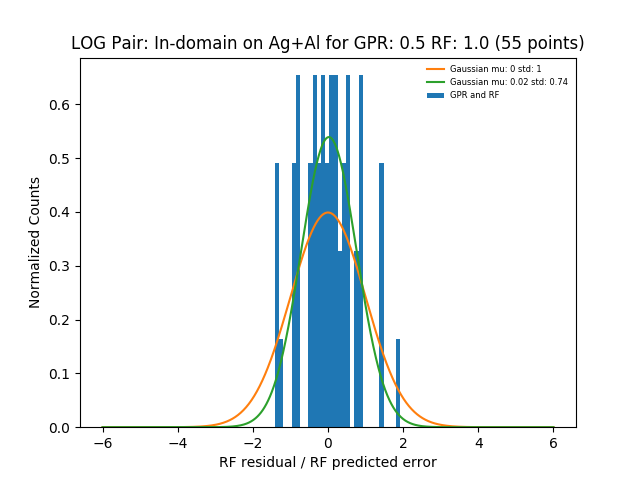 LOG Pair: In-domain on Ag+Al for GPR: 0.5 RF: 1.0 (55 points)
Gaussian mu: 0 std: 1
Gaussian mu: 0.02 std: 0.74
GPR and RF
Normalized Counts
0.6
0.5
0.4
0.3
0.2
0.1
0.0
−6 −4 −2 0 2 4 6
RF residual / RF predicted error